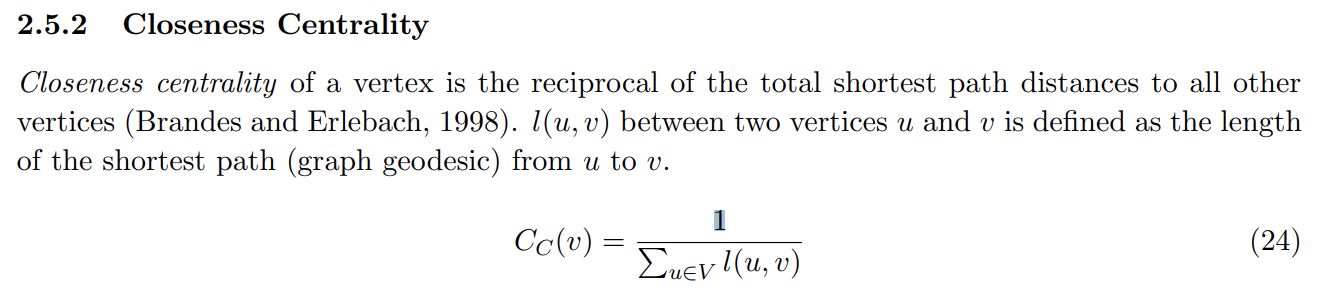 2.5.2 Closeness Centrality
Closeness centrality of a vertex is the reciprocal of the total shortest path distances to all other
vertices (Brandes and Erlebach, 1998). l(u, v) between two vertices u and v is defined as the length
of the shortest path (graph geodesic) from u to v.
C_C(v) = 1 / ∑_{u∈V} l(u, v) (24)